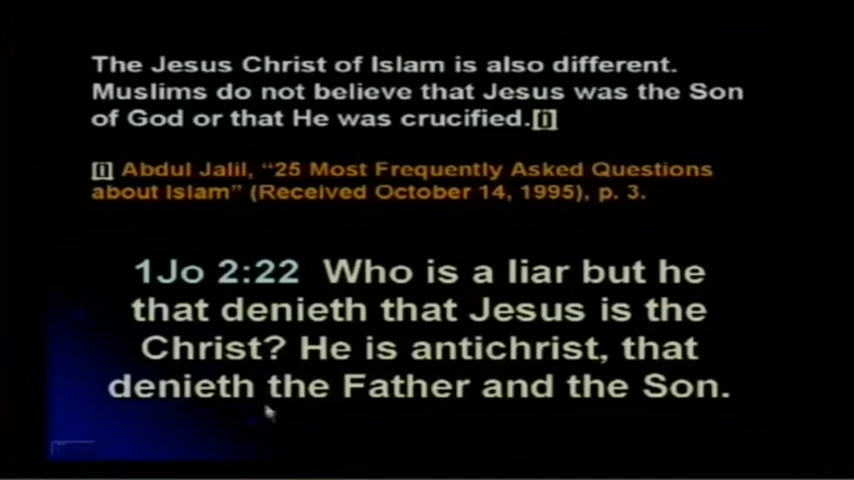 The Jesus Christ of Islam is also different.
Muslims do not believe that Jesus was the Son
of God or that He was crucified.[i]
[i] Abdul Jalil, “25 Most Frequently Asked Questions
about Islam” (Received October 14, 1995), p. 3.
1Jo 2:22 Who is a liar but he
that denieth that Jesus is the
Christ? He is antichrist, that
denieth the Father and the Son.